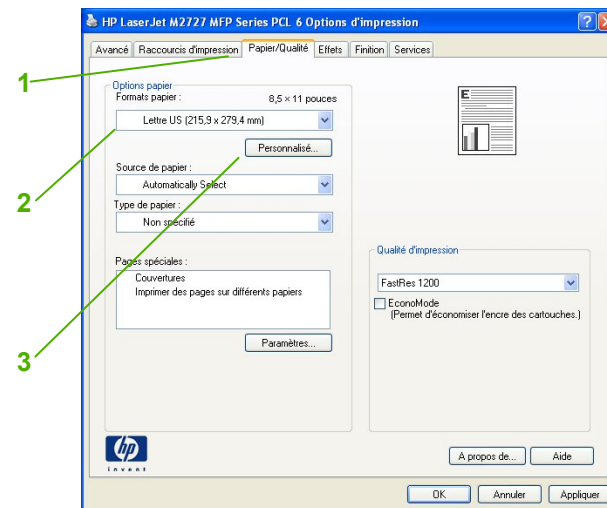 HP LaserJet M2727 MFP Series PCL 6 Options d'impression
Avancé Raccourcis d'impression Papier/Qualité Effets Finition Services
1
Options papier
Formats papier : 8,5 × 11 pouces
Lettre US (215,9 x 279,4 mm)
E
Personnalisé...
2
Source de papier :
Automatically Select
Type de papier :
Non spécifié
Pages spéciales :
Couvertures
Imprimer des pages sur différents papiers
Qualité d'impression
FastRes 1200
EconoMode
(Permet d'économiser l'encre des cartouches.)
3
Paramètres...
hp
invent
A propos de... Aide
OK Annuler Appliquer